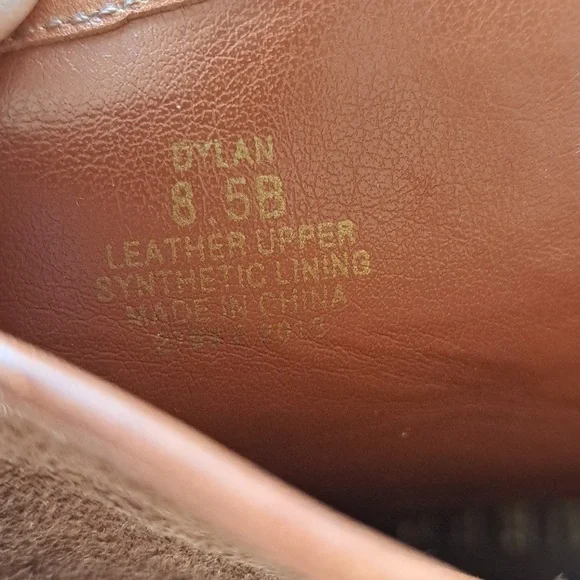 DYLAN
8.5B
LEATHER UPPER
SYNTHETIC LINING
MADE IN CHINA